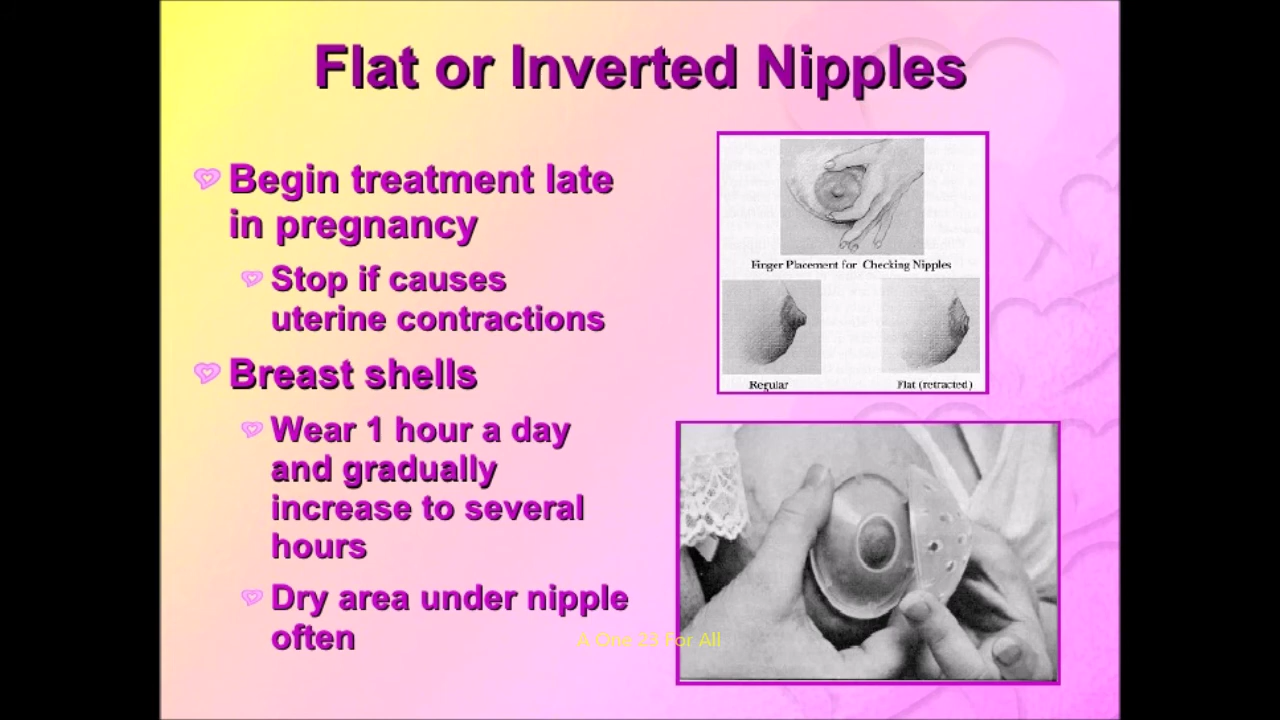 Flat or Inverted Nipples
Begin treatment late
in pregnancy
Stop if causes
uterine contractions
Breast shells
Wear 1 hour a day
and gradually
increase to several
hours
Dry area under nipple
often
Finger Placement for Checking Nipples
Regular
Flat (retracted)
A One 23 For All